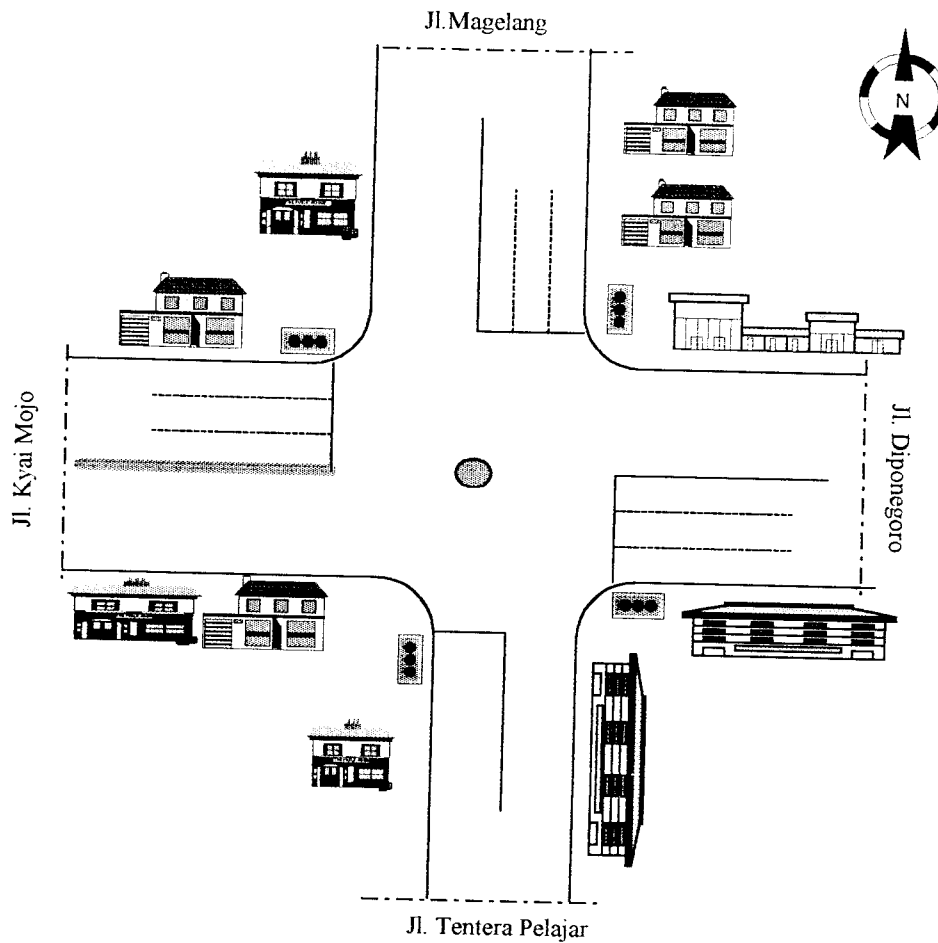 Jl.Magelang
N
Jl. Kyai Mojo
Jl. Diponegoro
Jl. Tentera Pelajar